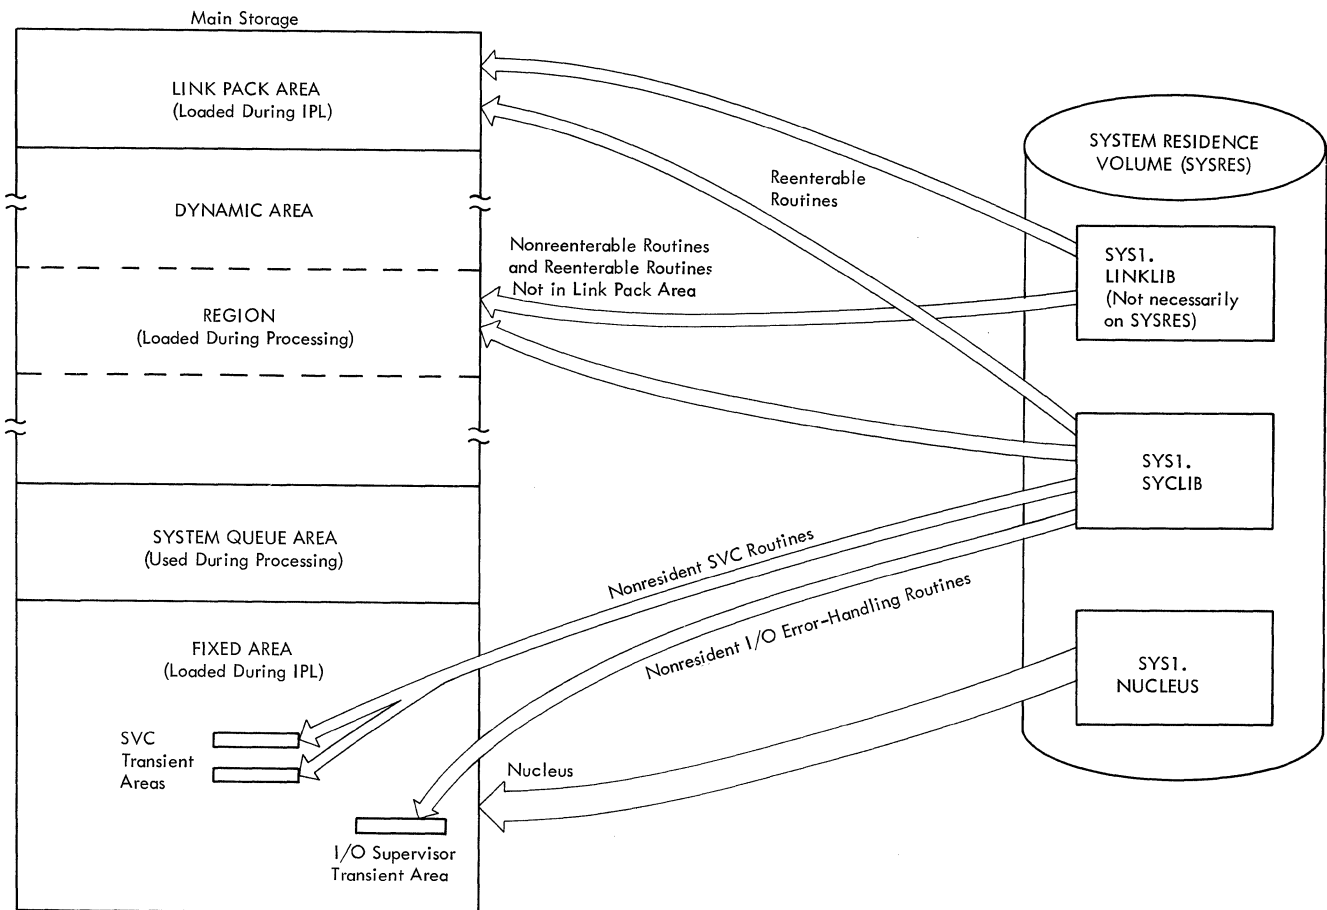 Main Storage
LINK PACK AREA
(Loaded During IPL)
DYNAMIC AREA
REGION
(Loaded During Processing)
SYSTEM QUEUE AREA
(Used During Processing)
FIXED AREA
(Loaded During IPL)
SVC
Transient
Areas
I/O Supervisor
Transient Area
Reenterable
Routines
Nonreenterable Routines
and Reenterable Routines
Not in Link Pack Area
Nonresident SVC Routines
Nonresident I/O Error-Handling Routines
Nucleus
SYSTEM RESIDENCE
VOLUME (SYSRES)
SYS1.
LINKLIB
(Not necessarily
on SYSRES)
SYS1.
SYCLIB
SYS1.
NUCLEUS